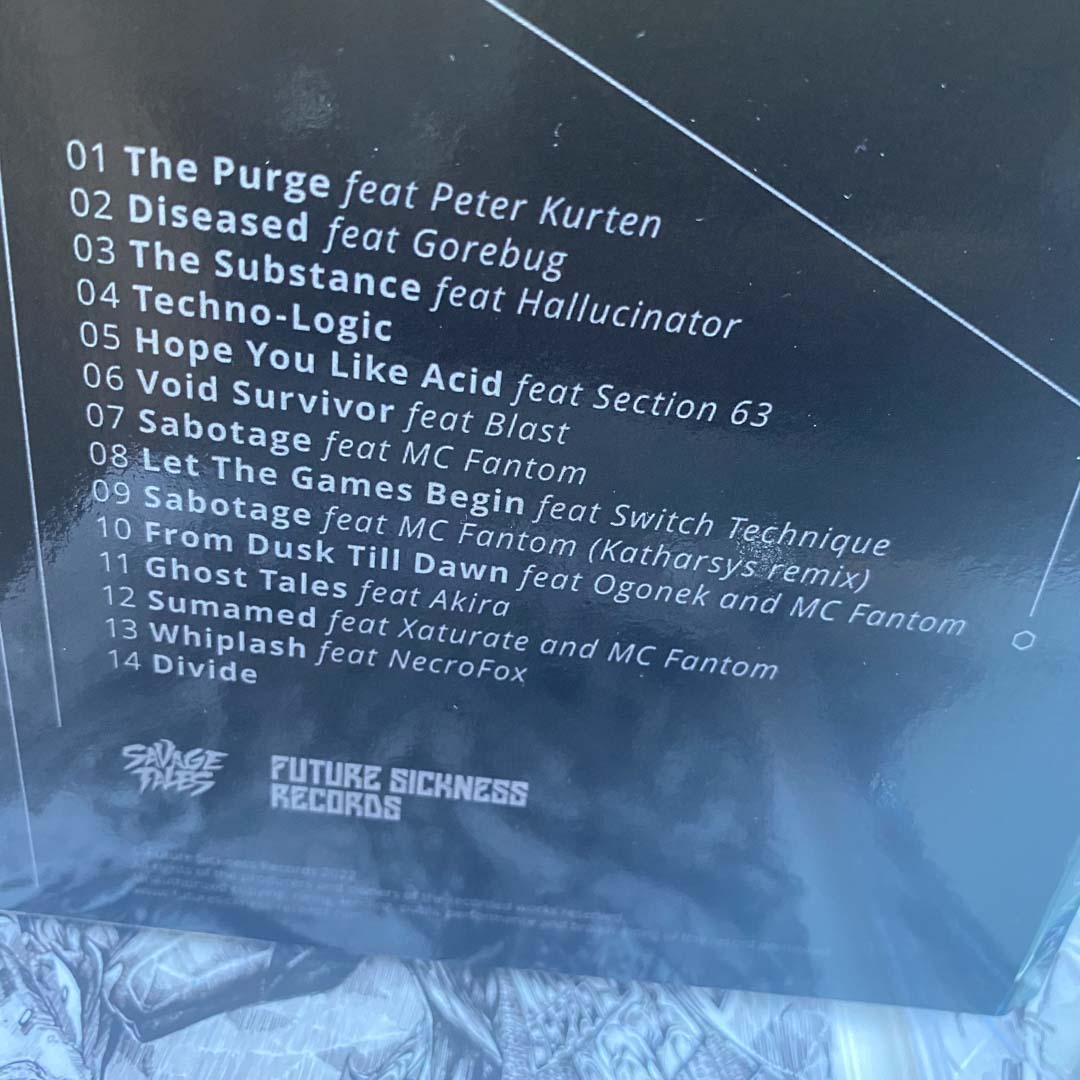 01 The Purge feat Peter Kurten
02 Diseased feat Gorebug
03 The Substance feat Hallucinator
04 Techno-Logic
05 Hope You Like Acid feat Section 63
06 Void Survivor feat Blast
07 Sabotage feat MC Fantom
08 Let The Games Begin feat Switch Technique
09 Sabotage feat MC Fantom (Katharsys remix)
10 From Dusk Till Dawn feat Ogonek and MC Fantom
11 Ghost Tales feat Akira
12 Sumamed feat Xaturate and MC Fantom
13 Whiplash feat NecroFox
14 Divide
SAVAGE
TALES
FUTURE SICKNESS
RECORDS